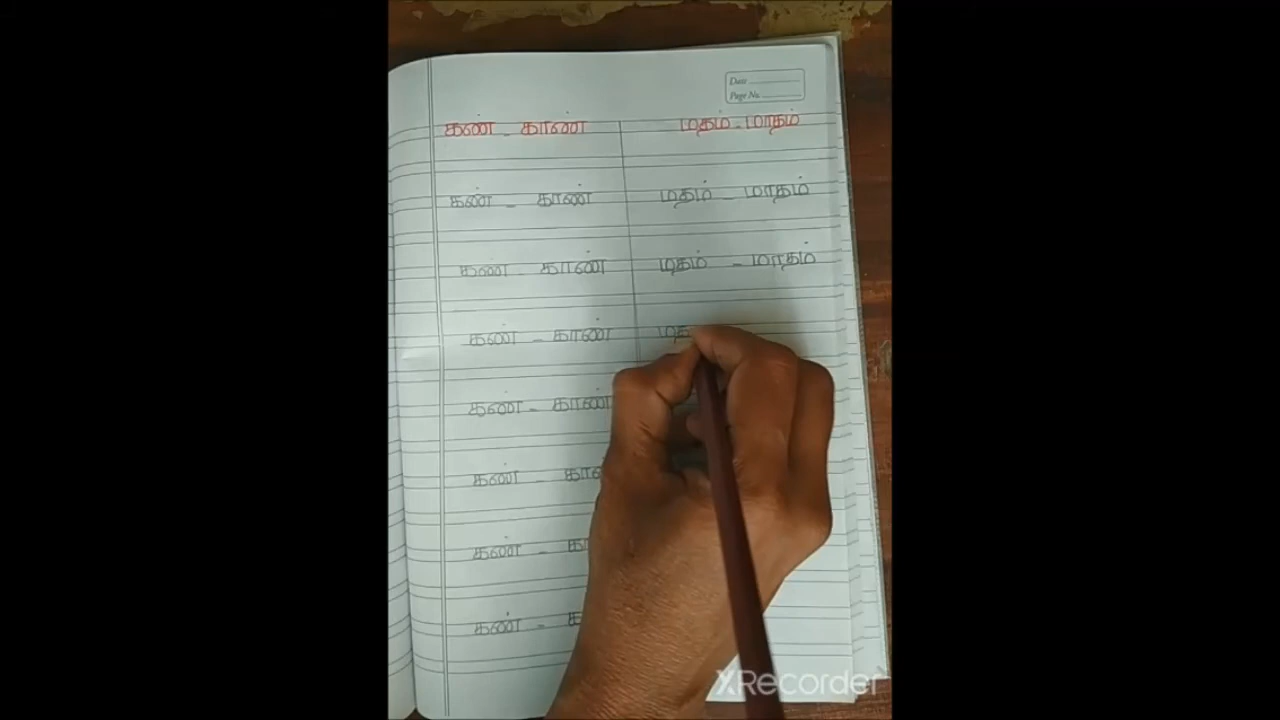 Date
Page No.
கண் - காண் மதம் - மாதம்
கண் - காண் மதம் - மாதம்
கண் - காண் மதம் - மாதம்
கண் - காண்
கண் - காண்
கண் -
கண் -
கண் -
XRecorder